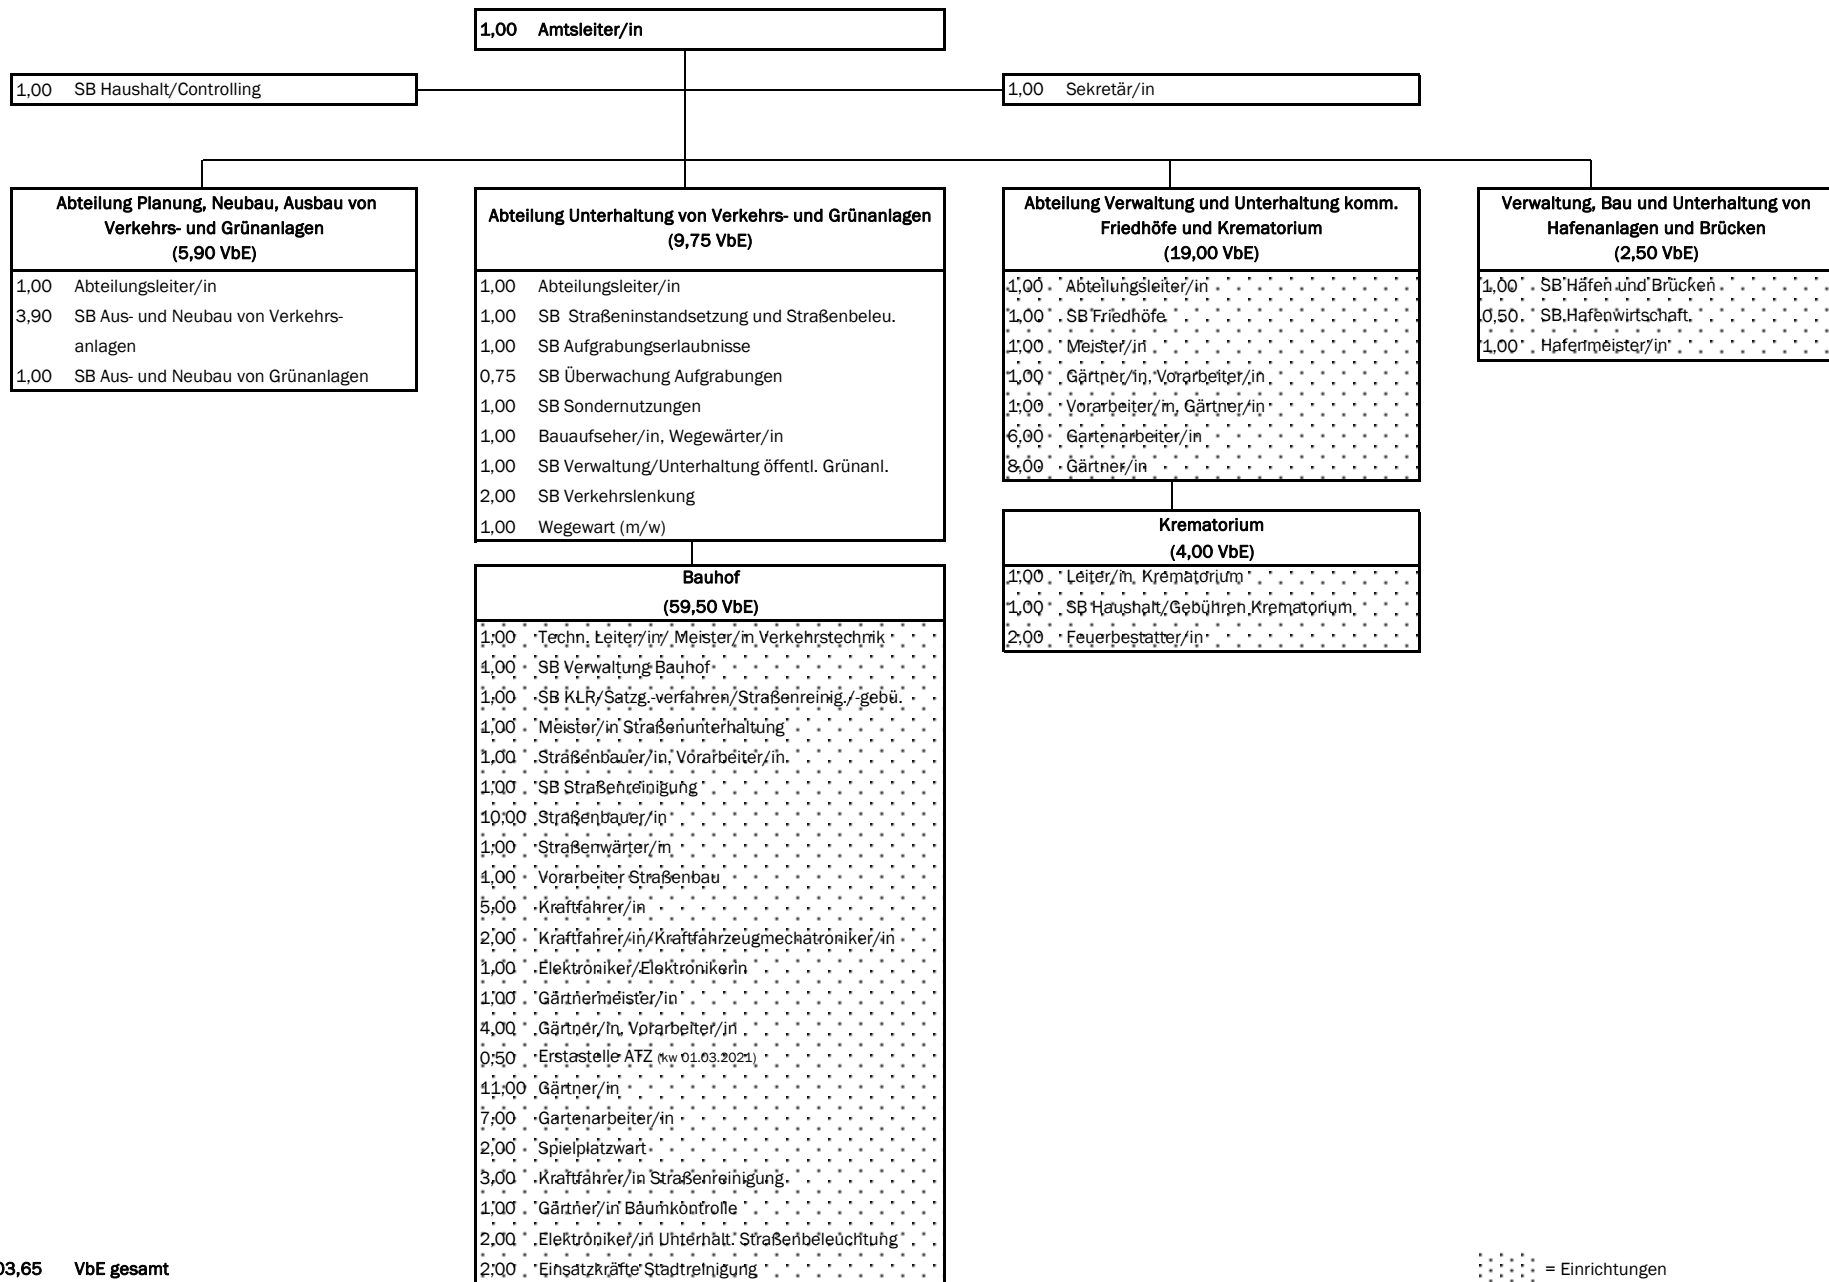 1,00 Amtsleiter/in
1,00 SB Haushalt/Controlling
1,00 Sekretär/in
Abteilung Planung, Neubau, Ausbau von
Verkehrs- und Grünanlagen
(5,90 VbE)
1,00 Abteilungsleiter/in
3,90 SB Aus- und Neubau von Verkehrs-
anlagen
1,00 SB Aus- und Neubau von Grünanlagen
Abteilung Unterhaltung von Verkehrs- und Grünanlagen
(9,75 VbE)
1,00 Abteilungsleiter/in
1,00 SB Straßeninstandsetzung und Straßenbeleu.
1,00 SB Aufgrabungserlaubnisse
0,75 SB Überwachung Aufgrabungen
1,00 SB Sondernutzungen
1,00 Bauaufseher/in, Wegewärter/in
1,00 SB Verwaltung/Unterhaltung öffentl. Grünanl.
2,00 SB Verkehrslenkung
1,00 Wegewart (m/w)
Bauhof
(59,50 VbE)
1,00 Techn. Leiter/in/ Meister/in Verkehrstechnik
1,00 SB Verwaltung Bauhof
1,00 SB KLR/Satzg.-verfahren/Straßenreinig./-gebü.
1,00 Meister/in Straßenunterhaltung
1,00 Straßenbauer/in, Vorarbeiter/in
1,00 SB Straßenreinigung
10,00 Straßenbauer/in
1,00 Straßenwärter/in
1,00 Vorarbeiter Straßenbau
5,00 Kraftfahrer/in
2,00 Kraftfahrer/in/Kraftfahrzeugmechatroniker/in
1,00 Elektroniker/Elektronikerin
1,00 Gärtnermeister/in
4,00 Gärtner/in, Vorarbeiter/in
0,50 Erstastelle ATZ (kw 01.03.2021)
11,00 Gärtner/in
7,00 Gartenarbeiter/in
2,00 Spielplatzwart
3,00 Kraftfahrer/in Straßenreinigung
1,00 Gärtner/in Baumkontrolle
2,00 Elektroniker/in Unterhalt. Straßenbeleuchtung
2,00 Einsatzkräfte Stadtreinigung
Abteilung Verwaltung und Unterhaltung komm.
Friedhöfe und Krematorium
(19,00 VbE)
1,00 Abteilungsleiter/in
1,00 SB Friedhöfe
1,00 Meister/in
1,00 Gärtner/in, Vorarbeiter/in
1,00 Vorarbeiter/in, Gärtner/in
6,00 Gartenarbeiter/in
8,00 Gärtner/in
Krematorium
(4,00 VbE)
1,00 Leiter/in Krematorium
1,00 SB Haushalt/Gebühren Krematorium
2,00 Feuerbestatter/in
Verwaltung, Bau und Unterhaltung von
Hafenanlagen und Brücken
(2,50 VbE)
1,00 SB Häfen und Brücken
0,50 SB Hafenwirtschaft
1,00 Hafenmeister/in
03,65 VbE gesamt
= Einrichtungen